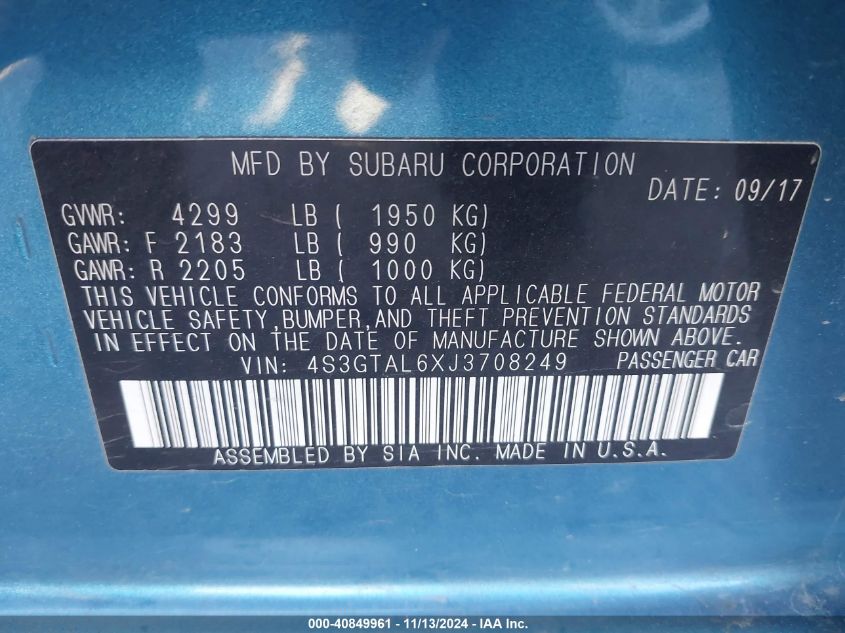 MFD BY SUBARU CORPORATION
DATE: 09/17
GVWR: 4299 LB ( 1950 KG)
GAWR: F 2183 LB ( 990 KG)
GAWR: R 2205 LB ( 1000 KG)
THIS VEHICLE CONFORMS TO ALL APPLICABLE FEDERAL MOTOR
VEHICLE SAFETY,BUMPER,AND THEFT PREVENTION STANDARDS
IN EFFECT ON THE DATE OF MANUFACTURE SHOWN ABOVE.
VIN: 4S3GTAL6XJ3708249 PASSENGER CAR
ASSEMBLED BY SIA INC. MADE IN U.S.A.
000-40849961 - 11/13/2024 - IAA Inc.